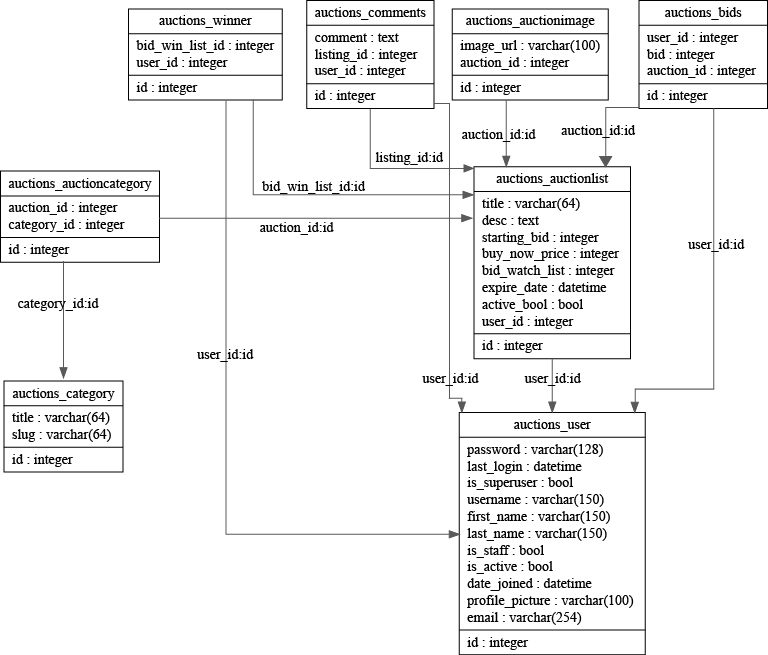 auctions_winner
bid_win_list_id : integer
user_id : integer
id : integer
auctions_comments
comment : text
listing_id : integer
user_id : integer
id : integer
auctions_auctionimage
image_url : varchar(100)
auction_id : integer
id : integer
auctions_bids
user_id : integer
bid : integer
auction_id : integer
id : integer
auction_id:id
auction_id:id
listing_id:id
bid_win_list_id:id
auctions_auctioncategory
auction_id : integer
category_id : integer
id : integer
auction_id:id
auctions_auctionlist
title : varchar(64)
desc : text
starting_bid : integer
buy_now_price : integer
bid_watch_list : integer
expire_date : datetime
active_bool : bool
user_id : integer
id : integer
user_id:id
category_id:id
user_id:id
user_id:id
user_id:id
auctions_category
title : varchar(64)
slug : varchar(64)
id : integer
auctions_user
password : varchar(128)
last_login : datetime
is_superuser : bool
username : varchar(150)
first_name : varchar(150)
last_name : varchar(150)
is_staff : bool
is_active : bool
date_joined : datetime
profile_picture : varchar(100)
email : varchar(254)
id : integer